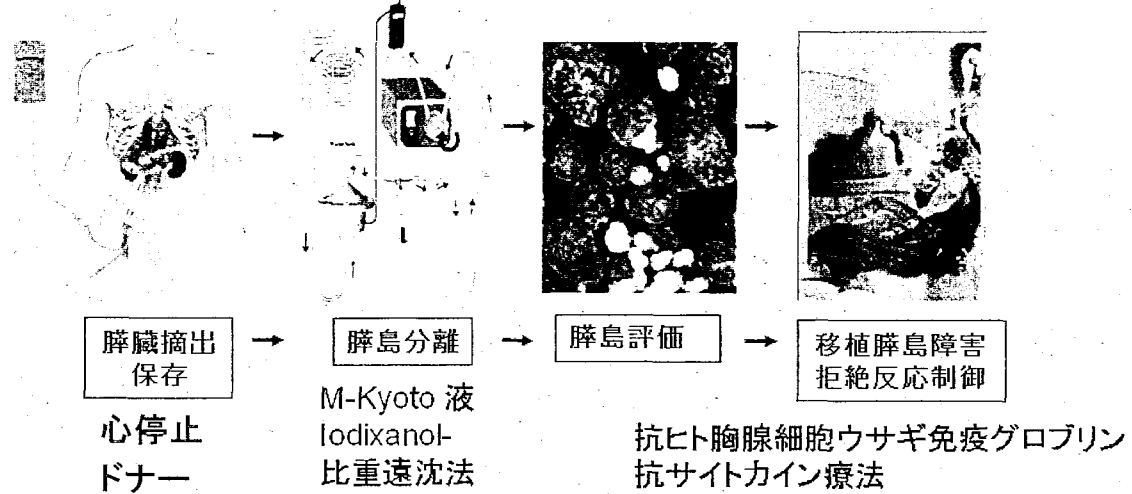 膵臓摘出
保存
心停止
ドナー
膵島分離
M-Kyoto 液
Iodixanol-
比重遠沈法
膵島評価
移植膵島障害
拒絶反応制御
抗ヒト胸腺細胞ウサギ免疫グロブリン
抗サイトカイン療法